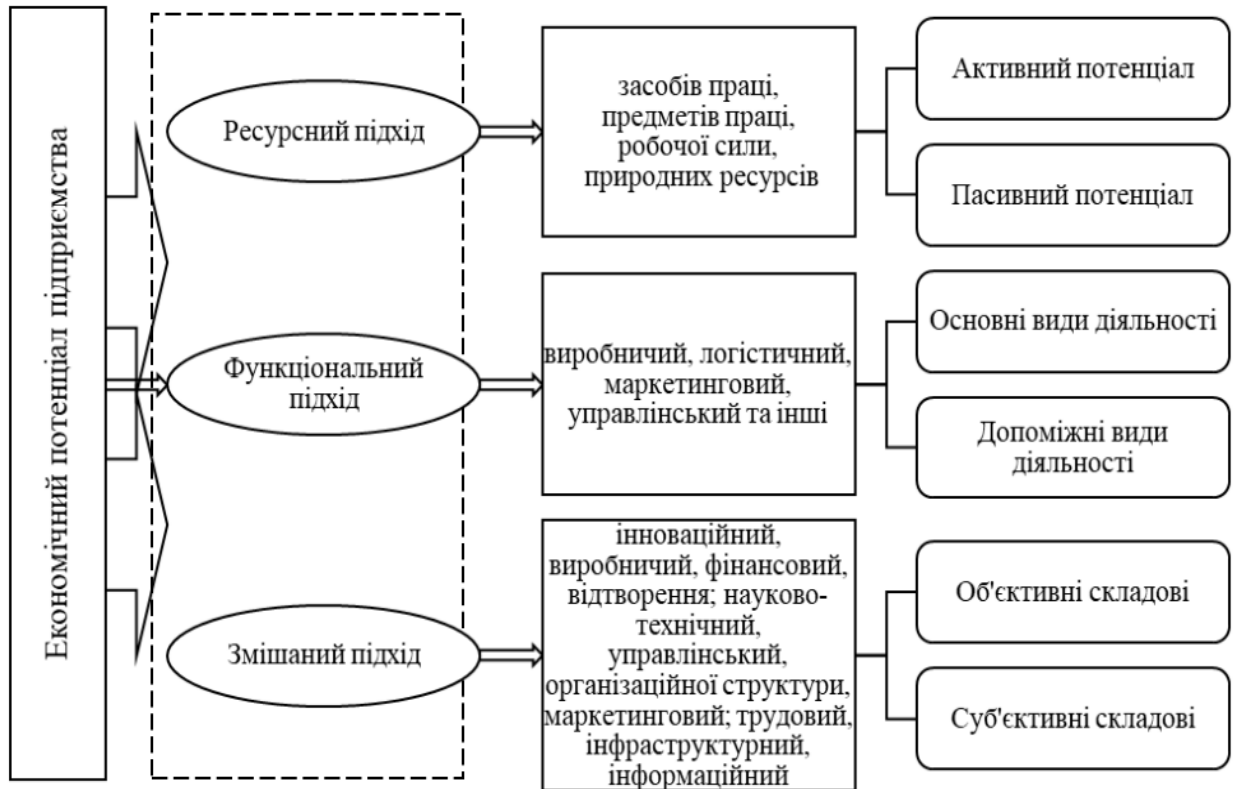 Економічний потенціал підприємства
Ресурсний підхід
засобів праці,
предметів праці,
робочої сили,
природних ресурсів
Активний потенціал
Пасивний потенціал
Функціональний
підхід
виробничий, логістичний,
маркетинговий,
управлінський та інші
Основні види діяльності
Допоміжні види
діяльності
Змішаний підхід
інноваційний,
виробничий, фінансовий,
відтворення; науково-
технічний,
управлінський,
організаційної структури,
маркетинговий; трудовий,
інфраструктурний,
інформаційний
Об'єктивні складові
Суб'єктивні складові